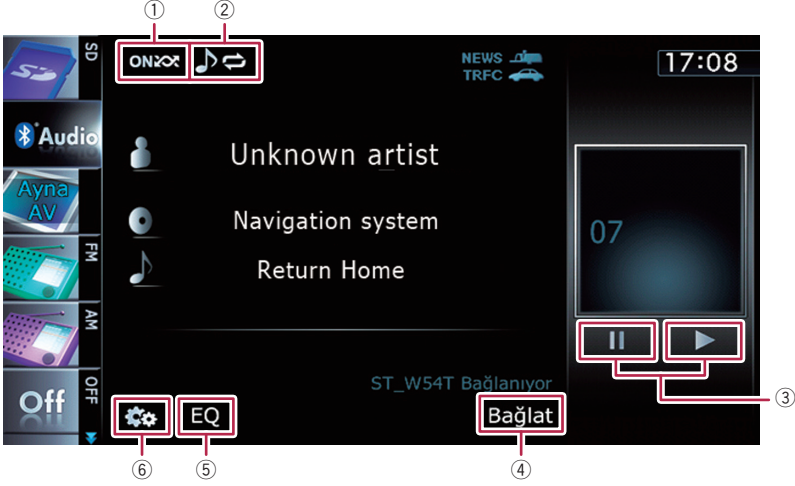 ① ②
SD
ON
NEWS
TRFC
17:08
Audio
Unknown artist
Ayna
AV
Navigation system
07
FM
Return Home
AM
ST_W54T Bağlanıyor
③
OFF
Off
EQ
Bağlat
⑥ ⑤ ④